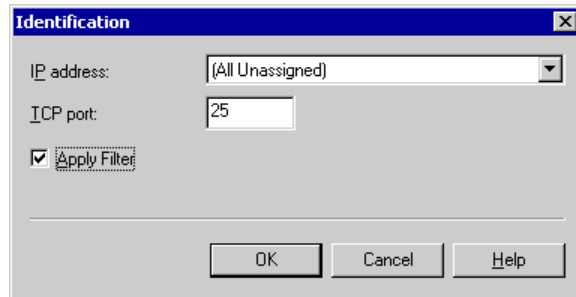 Identification
IP address:
(All Unassigned)
TCP port:
25
Apply Filter
OK
Cancel
Help